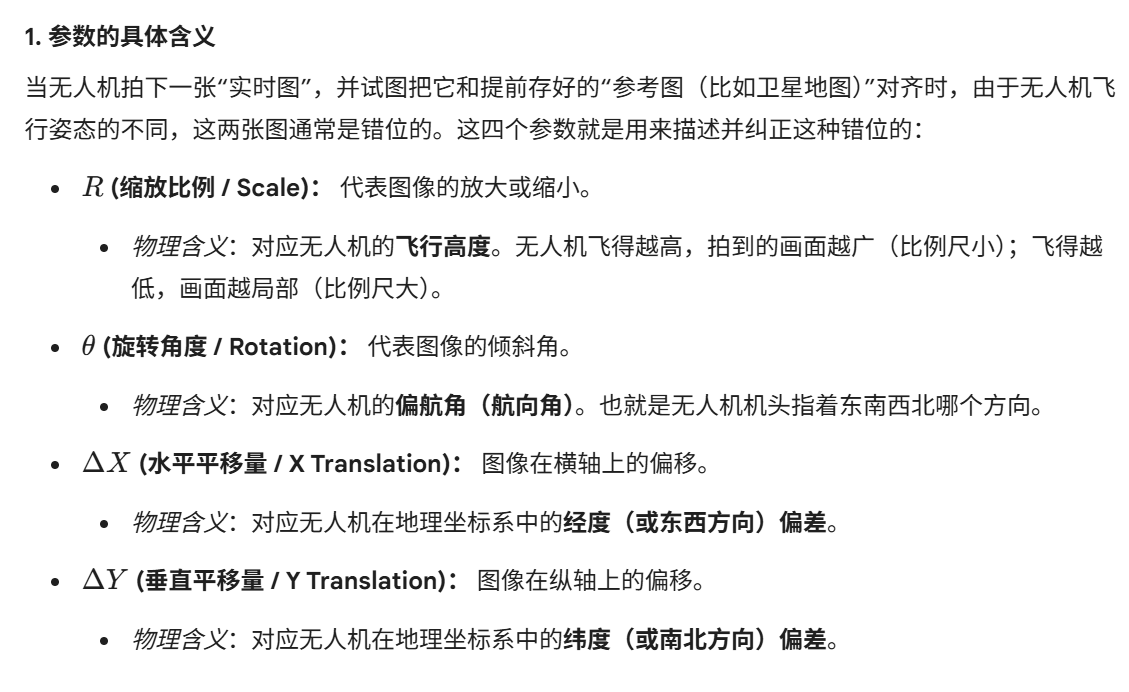 1. 参数的具体含义
当无人机拍下一张“实时图”，并试图把它和提前存好的“参考图（比如卫星地图）”对齐时，由于无人机飞
行姿态的不同，这两张图通常是错位的。这四个参数就是用来描述并纠正这种错位的：
• R (缩放比例 / Scale)： 代表图像的放大或缩小。
• 物理含义：对应无人机的飞行高度。无人机飞得越高，拍到的画面越广（比例尺小）；飞得越
低，画面越局部（比例尺大）。
• θ (旋转角度 / Rotation)： 代表图像的倾斜角。
• 物理含义：对应无人机的偏航角（航向角）。也就是无人机机头指着东南西北哪个方向。
• ΔX (水平平移量 / X Translation)： 图像在横轴上的偏移。
• 物理含义：对应无人机在地理坐标系中的经度（或东西方向）偏差。
• ΔY (垂直平移量 / Y Translation)： 图像在纵轴上的偏移。
• 物理含义：对应无人机在地理坐标系中的纬度（或南北方向）偏差。